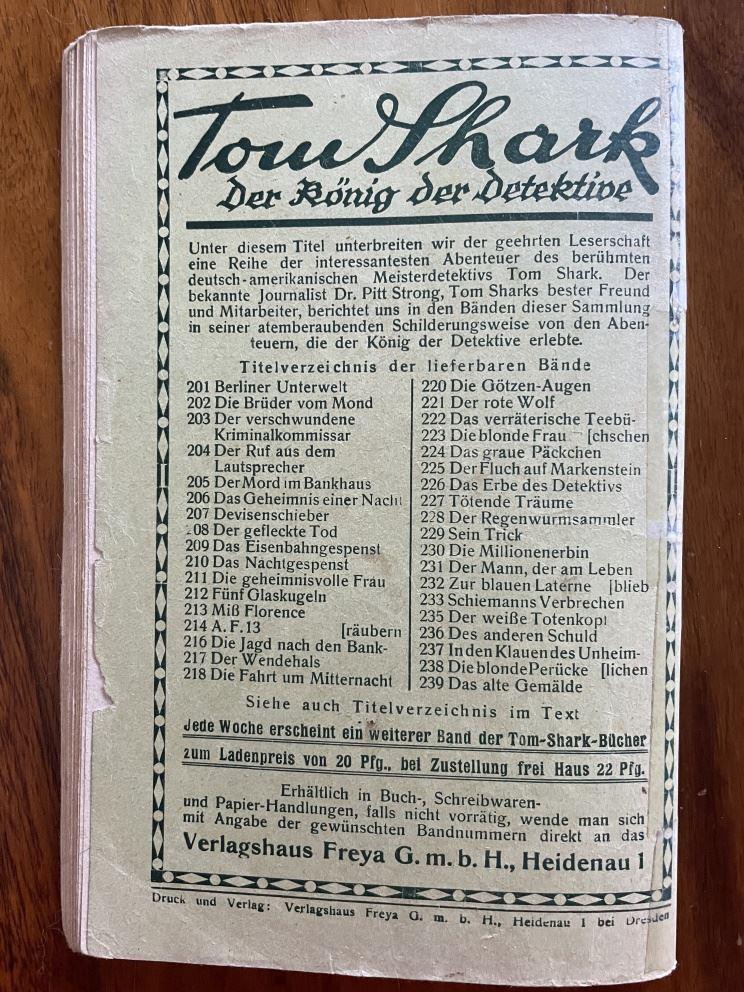 Tom Shark
Der König der Detektive
Unter diesem Titel unterbreiten wir der geehrten Leserschaft
eine Reihe der interessantesten Abenteuer des berühmten
deutsch-amerikanischen Meisterdetektivs Tom Shark. Der
bekannte Journalist Dr. Pitt Strong, Tom Sharks bester Freund
und Mitarbeiter, berichtet uns in den Bänden dieser Sammlung
in seiner atemberaubenden Schilderungsweise von den Aben-
teuern, die der König der Detektive erlebte.
Titelverzeichnis der lieferbaren Bände
201 Berliner Unterwelt
202 Die Brüder vom Mond
203 Der verschwundene
Kriminalkommissar
204 Der Ruf aus dem
Lautsprecher
205 Der Mord im Bankhaus
206 Das Geheimnis einer Nacht
207 Devisenschieber
208 Der gefleckte Tod
209 Das Eisenbahngespenst
210 Das Nachtgespenst
211 Die geheimnisvolle Frau
212 Fünf Glaskugeln
213 Miß Florence
214 A. F. 13 [räubern
216 Die Jagd nach den Bank-
217 Der Wendehals
218 Die Fahrt um Mitternacht
220 Die Götzen-Augen
221 Der rote Wolf
222 Das verräterische Teebü-
223 Die blonde Frau [chschen
224 Das graue Päckchen
225 Der Fluch auf Markenstein
226 Das Erbe des Detektivs
227 Tötende Träume
228 Der Regenwurmsammler
229 Sein Trick
230 Die Millionenerbin
231 Der Mann, der am Leben
232 Zur blauen Laterne [blieb
233 Schiemanns Verbrechen
235 Der weiße Totenkopf
236 Des anderen Schuld
237 In den Klauen des Unheim-
238 Die blonde Perücke [lichen
239 Das alte Gemälde
Siehe auch Titelverzeichnis im Text
Jede Woche erscheint ein weiterer Band der Tom-Shark-Bücher
zum Ladenpreis von 20 Pfg., bei Zustellung frei Haus 22 Pfg.
Erhältlich in Buch-, Schreibwaren-
und Papier-Handlungen, falls nicht vorrätig, wende man sich
mit Angabe der gewünschten Bandnummern direkt an das
Verlagshaus Freya G. m. b. H., Heidenau 1
Druck und Verlag: Verlagshaus Freya G. m. b. H., Heidenau 1 bei Dresden